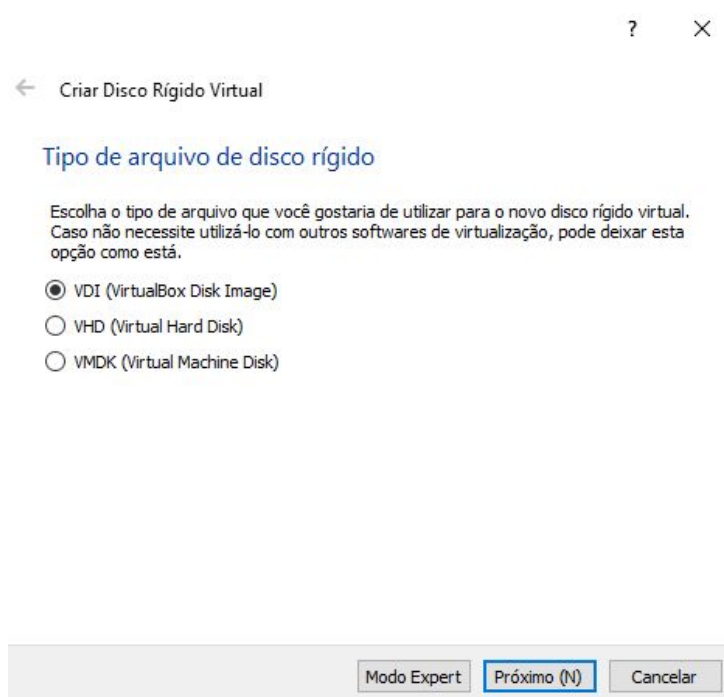 ?
Criar Disco Rígido Virtual
Tipo de arquivo de disco rígido
Escolha o tipo de arquivo que você gostaria de utilizar para o novo disco rígido virtual.
Caso não necessite utilizá-lo com outros softwares de virtualização, pode deixar esta
opção como está.
VDI (VirtualBox Disk Image)
VHD (Virtual Hard Disk)
VMDK (Virtual Machine Disk)
Modo Expert Próximo (N) Cancelar